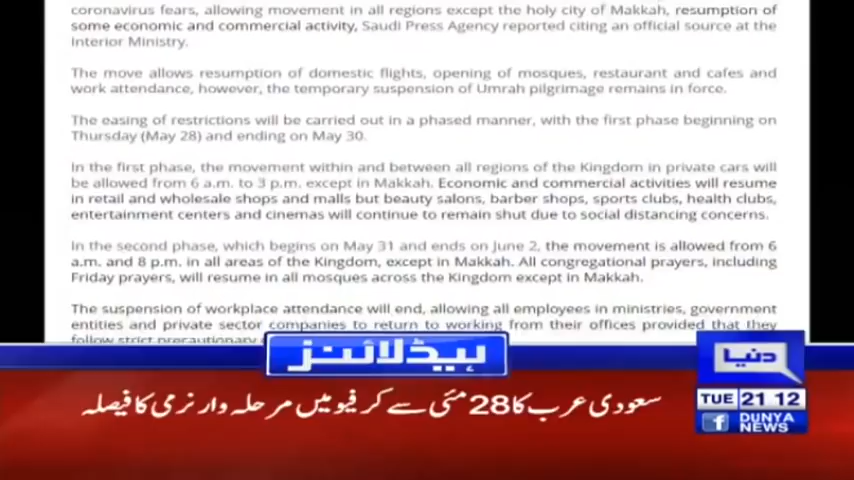 coronavirus fears, allowing movement in all regions except the holy city of Makkah, resumption of
some economic and commercial activity, Saudi Press Agency reported citing an official source at the
Interior Ministry.
The move allows resumption of domestic flights, opening of mosques, restaurant and cafes and
work attendance, however, the temporary suspension of Umrah pilgrimage remains in force.
The easing of restrictions will be carried out in a phased manner, with the first phase beginning on
Thursday (May 28) and ending on May 30.
In the first phase, the movement within and between all regions of the Kingdom in private cars will
be allowed from 6 a.m. to 3 p.m. except in Makkah. Economic and commercial activities will resume
in retail and wholesale shops and malls but beauty salons, barber shops, sports clubs, health clubs,
entertainment centers and cinemas will continue to remain shut due to social distancing concerns.
In the second phase, which begins on May 31 and ends on June 2, the movement is allowed from 6
a.m. and 8 p.m. in all areas of the Kingdom, except in Makkah. All congregational prayers, including
Friday prayers, will resume in all mosques across the Kingdom except in Makkah.
The suspension of workplace attendance will end, allowing all employees in ministries, government
entities and private sector companies to return to working from their offices provided that they
follow strict precautionary
ہیڈلائنز
دنیا
سعودی عرب کا 28 مئی سے کرفیو میں مرحلہ وار نرمی کا فیصلہ
TUE 21 12
f DUNYA
NEWS